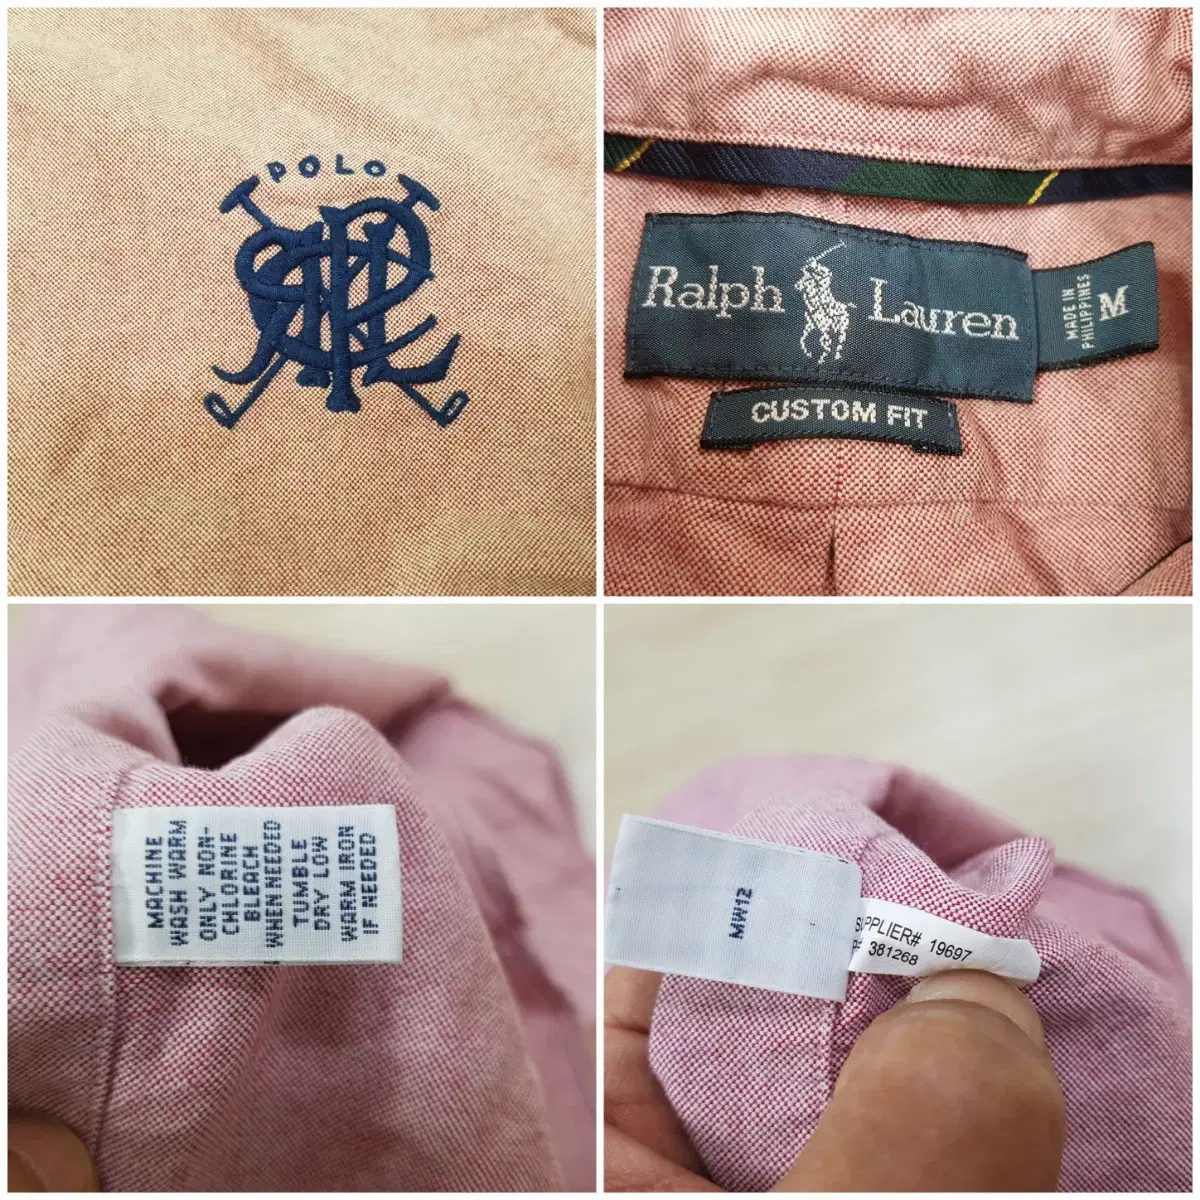 POLO
Ralph Lauren
MADE IN
PHILIPPINES
M
CUSTOM FIT
MACHINE
WASH WARM
ONLY NON-
CHLORINE
BLEACH
WHEN NEEDED
TUMBLE
DRY LOW
WARM IRON
IF NEEDED
MW12
SUPPLIER# 19697
P# 381268